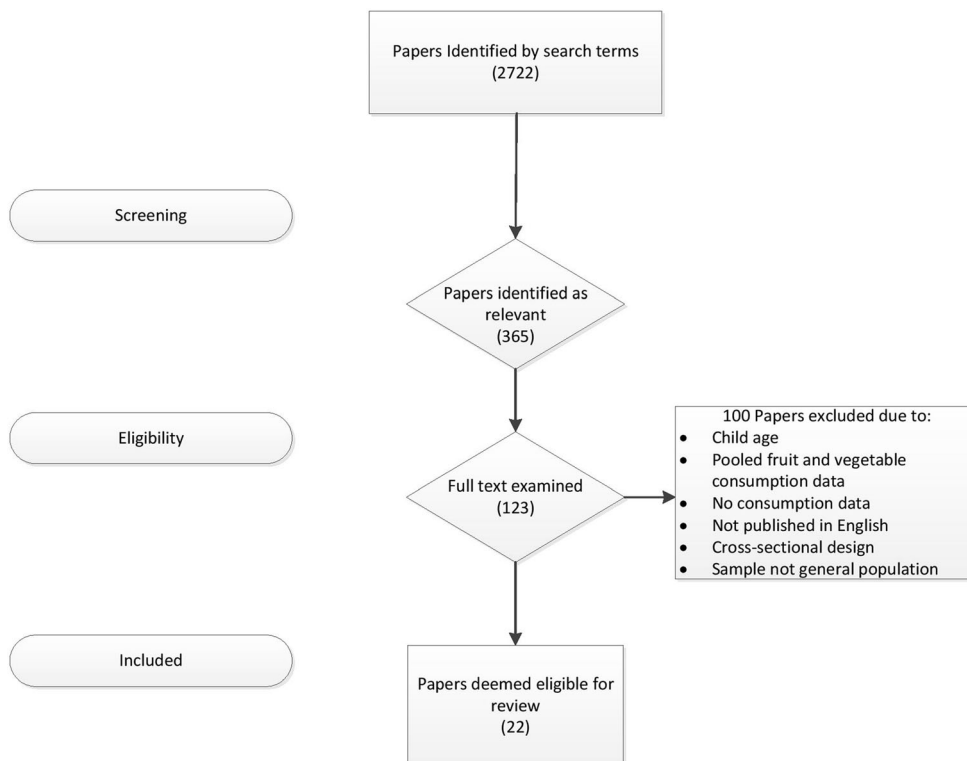 Papers Identified by search terms
(2722)
Screening
Papers identified as
relevant
(365)
Eligibility
Full text examined
(123)
100 Papers excluded due to:
• Child age
• Pooled fruit and vegetable
consumption data
• No consumption data
• Not published in English
• Cross-sectional design
• Sample not general population
Included
Papers deemed eligible for
review
(22)